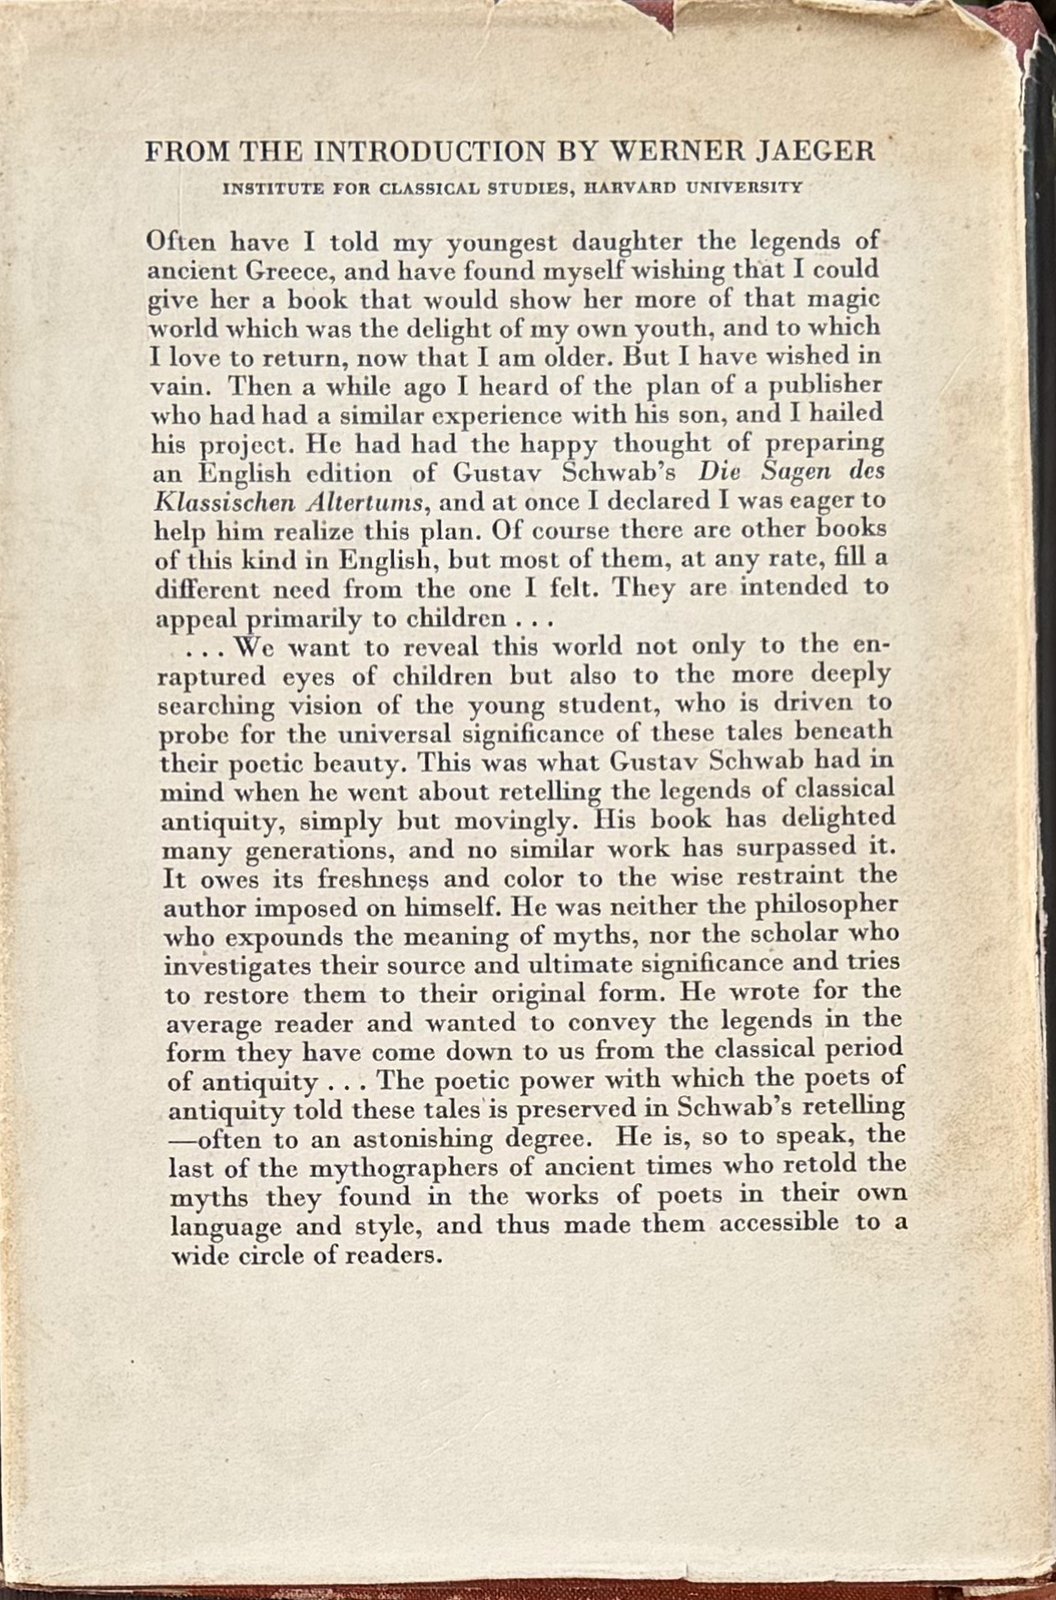 FROM THE INTRODUCTION BY WERNER JAEGER
INSTITUTE FOR CLASSICAL STUDIES, HARVARD UNIVERSITY
Often have I told my youngest daughter the legends of
ancient Greece, and have found myself wishing that I could
give her a book that would show her more of that magic
world which was the delight of my own youth, and to which
I love to return, now that I am older. But I have wished in
vain. Then a while ago I heard of the plan of a publisher
who had had a similar experience with his son, and I hailed
his project. He had had the happy thought of preparing
an English edition of Gustav Schwab's Die Sagen des
Klassischen Altertums, and at once I declared I was eager to
help him realize this plan. Of course there are other books
of this kind in English, but most of them, at any rate, fill a
different need from the one I felt. They are intended to
appeal primarily to children . . .
. . . We want to reveal this world not only to the en-
raptured eyes of children but also to the more deeply
searching vision of the young student, who is driven to
probe for the universal significance of these tales beneath
their poetic beauty. This was what Gustav Schwab had in
mind when he went about retelling the legends of classical
antiquity, simply but movingly. His book has delighted
many generations, and no similar work has surpassed it.
It owes its freshness and color to the wise restraint the
author imposed on himself. He was neither the philosopher
who expounds the meaning of myths, nor the scholar who
investigates their source and ultimate significance and tries
to restore them to their original form. He wrote for the
average reader and wanted to convey the legends in the
form they have come down to us from the classical period
of antiquity . . . The poetic power with which the poets of
antiquity told these tales is preserved in Schwab's retelling
—often to an astonishing degree. He is, so to speak, the
last of the mythographers of ancient times who retold the
myths they found in the works of poets in their own
language and style, and thus made them accessible to a
wide circle of readers.